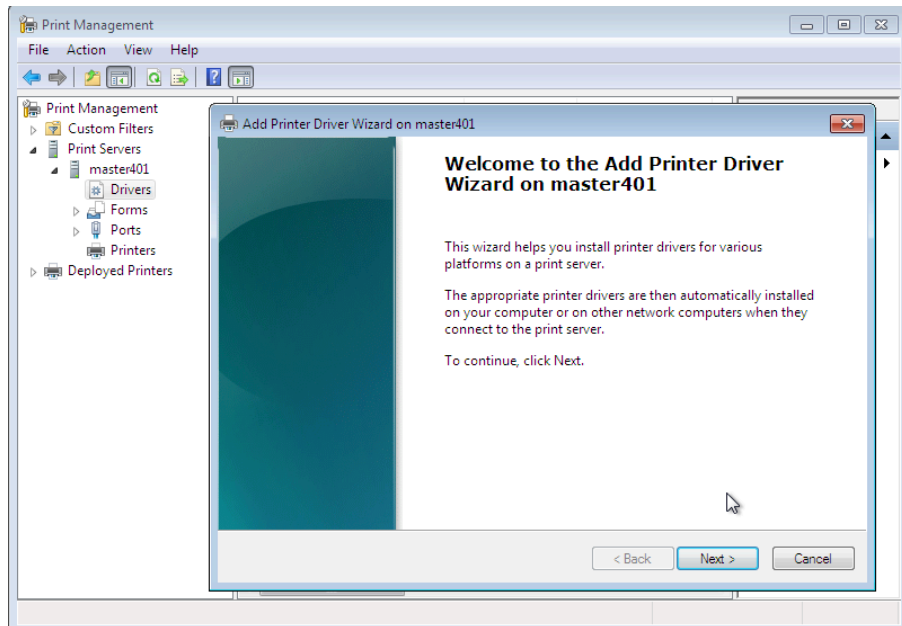 Print Management
File Action View Help
Print Management
Custom Filters
Print Servers
master401
Drivers
Forms
Ports
Printers
Deployed Printers
Add Printer Driver Wizard on master401
Welcome to the Add Printer Driver
Wizard on master401
This wizard helps you install printer drivers for various
platforms on a print server.
The appropriate printer drivers are then automatically installed
on your computer or on other network computers when they
connect to the print server.
To continue, click Next.
< Back Next > Cancel